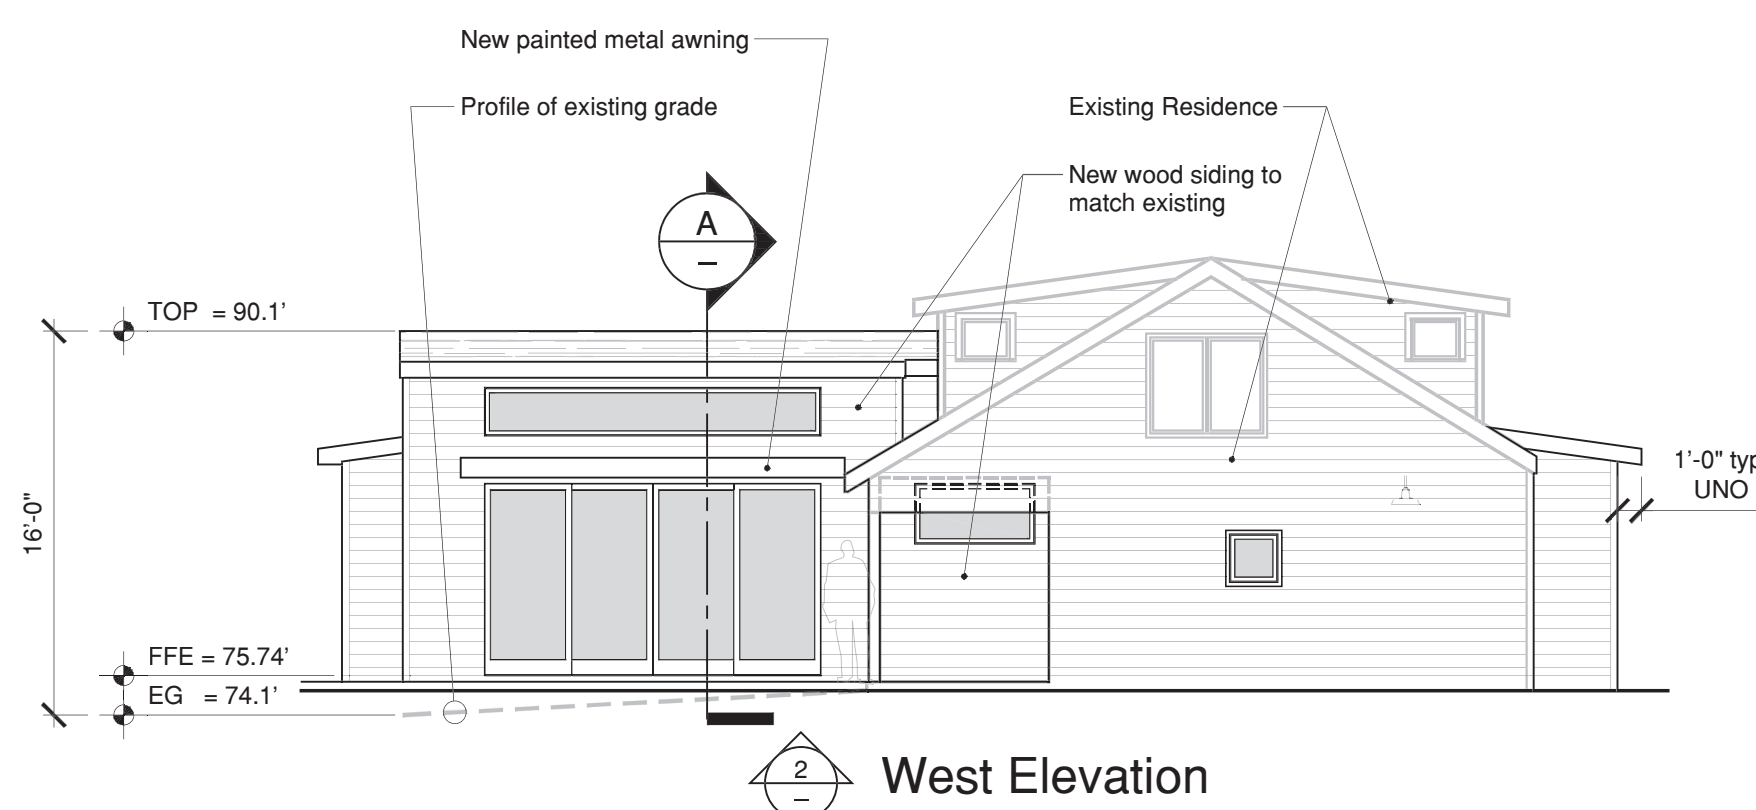 New painted metal awning
Profile of existing grade
Existing Residence
New wood siding to
match existing
A
–
TOP = 90.1'
16'-0"
1'-0" typ
UNO
FFE = 75.74'
EG = 74.1'
2
–
West Elevation